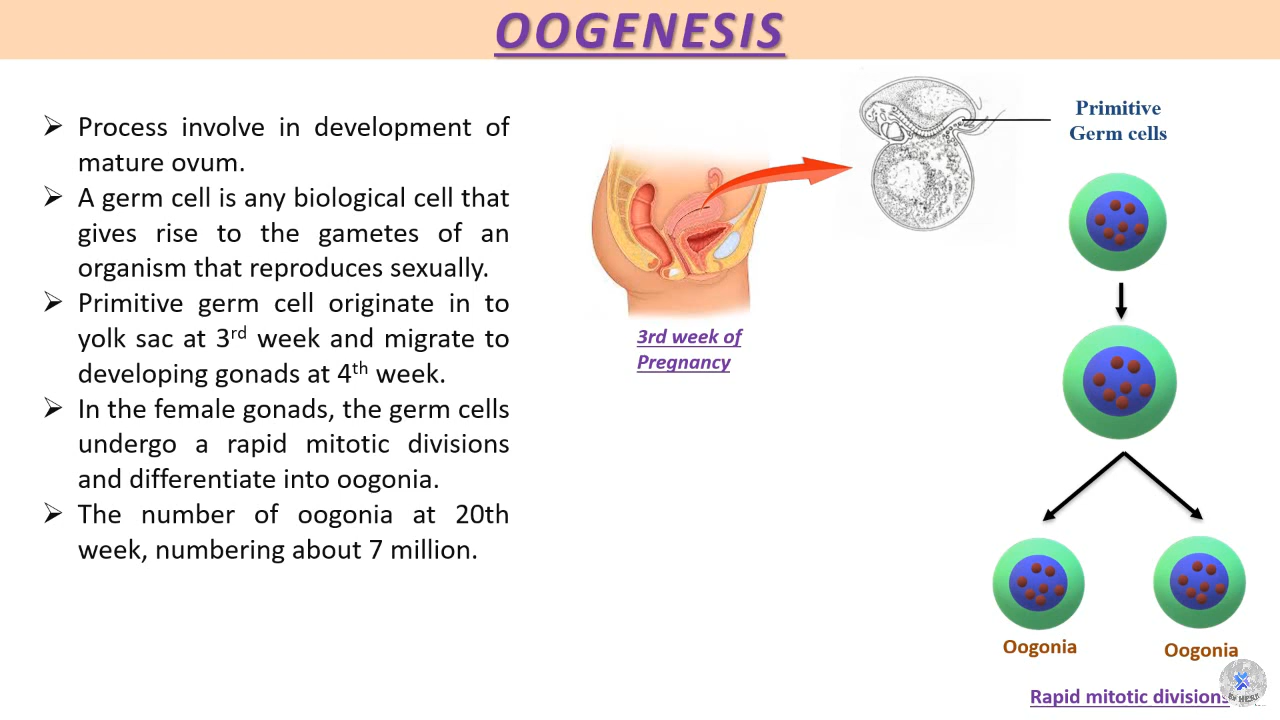 OOGENESIS
➢ Process involve in development of
mature ovum.
➢ A germ cell is any biological cell that
gives rise to the gametes of an
organism that reproduces sexually.
➢ Primitive germ cell originate in to
yolk sac at 3rd week and migrate to
developing gonads at 4th week.
➢ In the female gonads, the germ cells
undergo a rapid mitotic divisions
and differentiate into oogonia.
➢ The number of oogonia at 20th
week, numbering about 7 million.
3rd week of
Pregnancy
Primitive
Germ cells
Oogonia
Oogonia
Rapid mitotic divisions